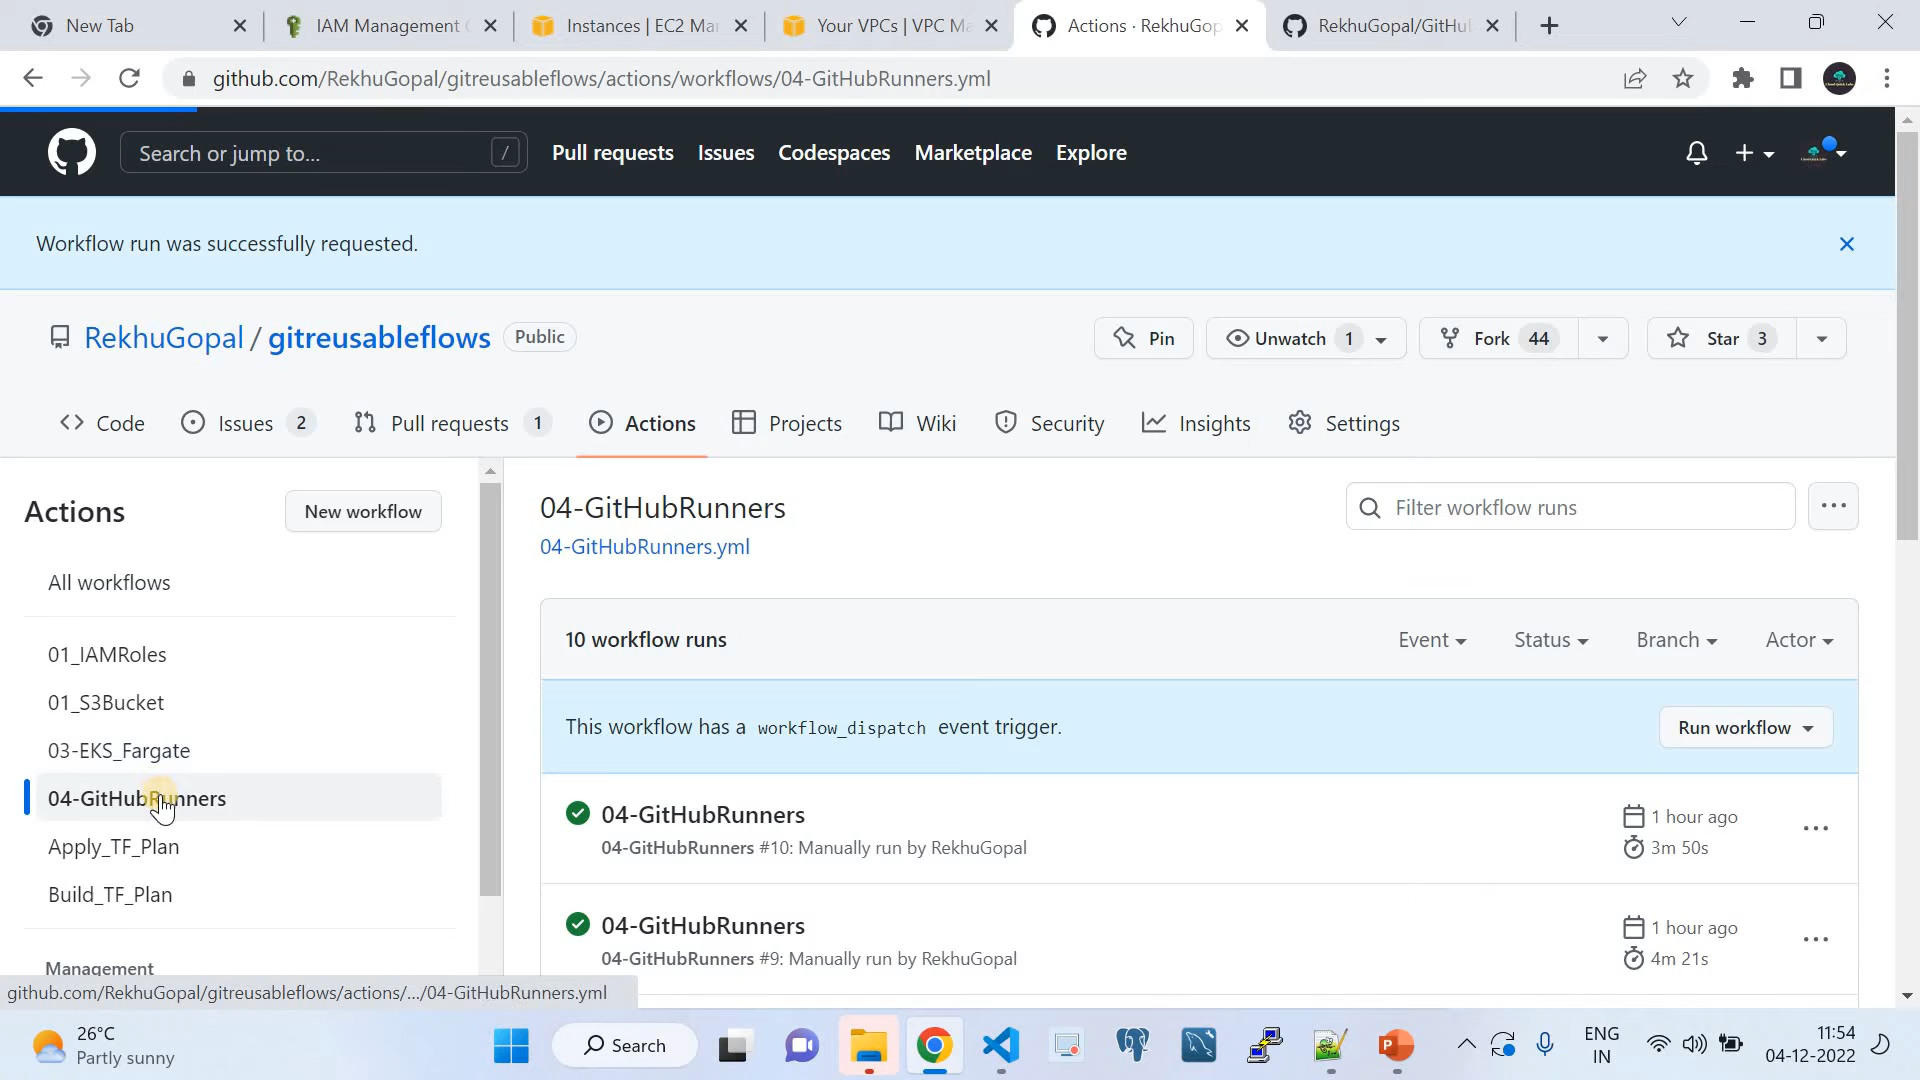 New Tab
IAM Management
Instances | EC2 Ma
Your VPCs | VPC Ma
Actions · RekhuGop
RekhuGopal/GitHu
github.com/RekhuGopal/gitreusableflows/actions/workflows/04-GitHubRunners.yml
Search or jump to... /
Pull requests Issues Codespaces Marketplace Explore
Workflow run was successfully requested.
RekhuGopal / gitreusableflows Public
Pin
Unwatch 1
Fork 44
Star 3
Code
Issues 2
Pull requests 1
Actions
Projects
Wiki
Security
Insights
Settings
Actions
New workflow
All workflows
01_IAMRoles
01_S3Bucket
03-EKS_Fargate
04-GitHubRunners
Apply_TF_Plan
Build_TF_Plan
Management
04-GitHubRunners
04-GitHubRunners.yml
Filter workflow runs
10 workflow runs
Event Status Branch Actor
This workflow has a workflow_dispatch event trigger.
Run workflow
04-GitHubRunners
04-GitHubRunners #10: Manually run by RekhuGopal
1 hour ago
3m 50s
04-GitHubRunners
04-GitHubRunners #9: Manually run by RekhuGopal
1 hour ago
4m 21s
github.com/RekhuGopal/gitreusableflows/actions/.../04-GitHubRunners.yml
26°C
Partly sunny
Search
ENG
IN
11:54
04-12-2022